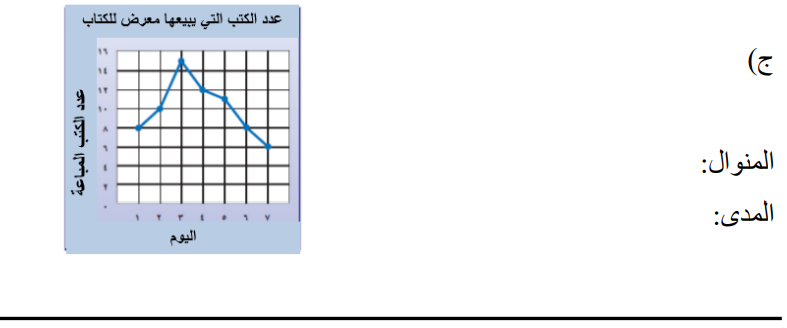 ج)
المنوال:
المدى:
عدد الكتب التي يبيعها معرض للكتاب
عدد الكتب المباعة
١٦
١٤
١٢
١٠
٨
٦
٤
٢
٠
١ ٢ ٣ ٤ ٥ ٦ ٧
اليوم